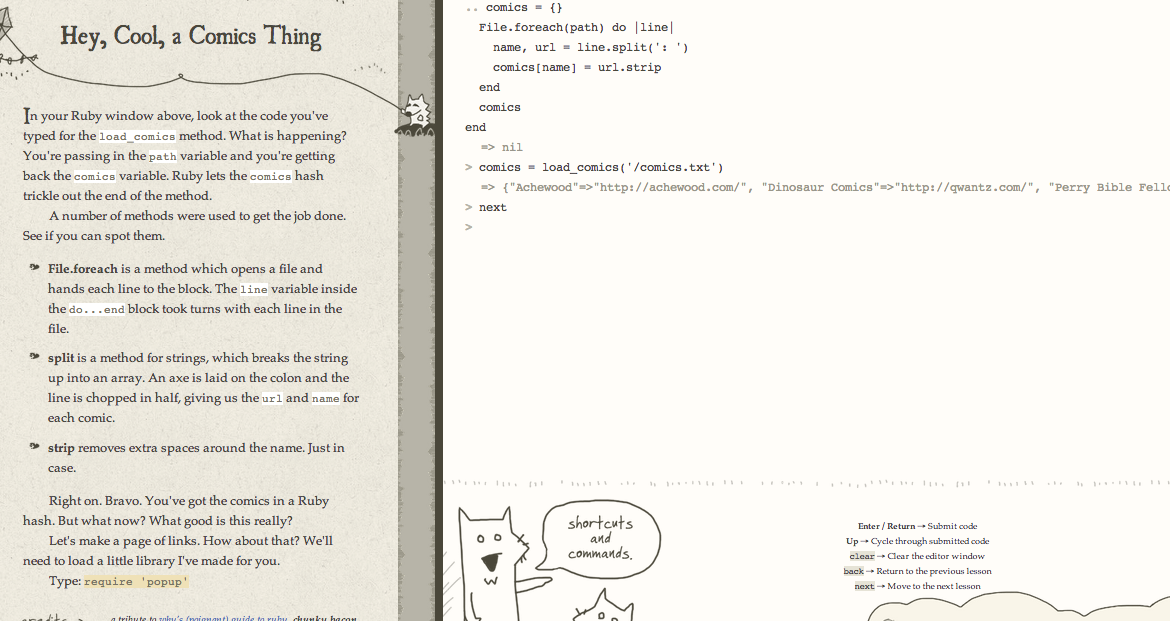 Hey, Cool, a Comics Thing
In your Ruby window above, look at the code you've
typed for the load_comics method. What is happening?
You're passing in the path variable and you're getting
back the comics variable. Ruby lets the comics hash
trickle out the end of the method.
A number of methods were used to get the job done.
See if you can spot them.
File.foreach is a method which opens a file and
hands each line to the block. The line variable inside
the do...end block took turns with each line in the
file.
split is a method for strings, which breaks the string
up into an array. An axe is laid on the colon and the
line is chopped in half, giving us the url and name for
each comic.
strip removes extra spaces around the name. Just in
case.
Right on. Bravo. You've got the comics in a Ruby
hash. But what now? What good is this really?
Let's make a page of links. How about that? We'll
need to load a little library I've made for you.
Type: require 'popup'
a tribute to why's (poignant) guide to ruby, chunky bacon
.. comics = {}
File.foreach(path) do |line|
name, url = line.split(': ')
comics[name] = url.strip
end
comics
end
=> nil
> comics = load_comics('/comics.txt')
=> {"Achewood"=>"http://achewood.com/", "Dinosaur Comics"=>"http://qwantz.com/", "Perry Bible
> next
>
shortcuts
and
commands.
Enter / Return → Submit code
Up → Cycle through submitted code
clear → Clear the editor window
back → Return to the previous lesson
next → Move to the next lesson